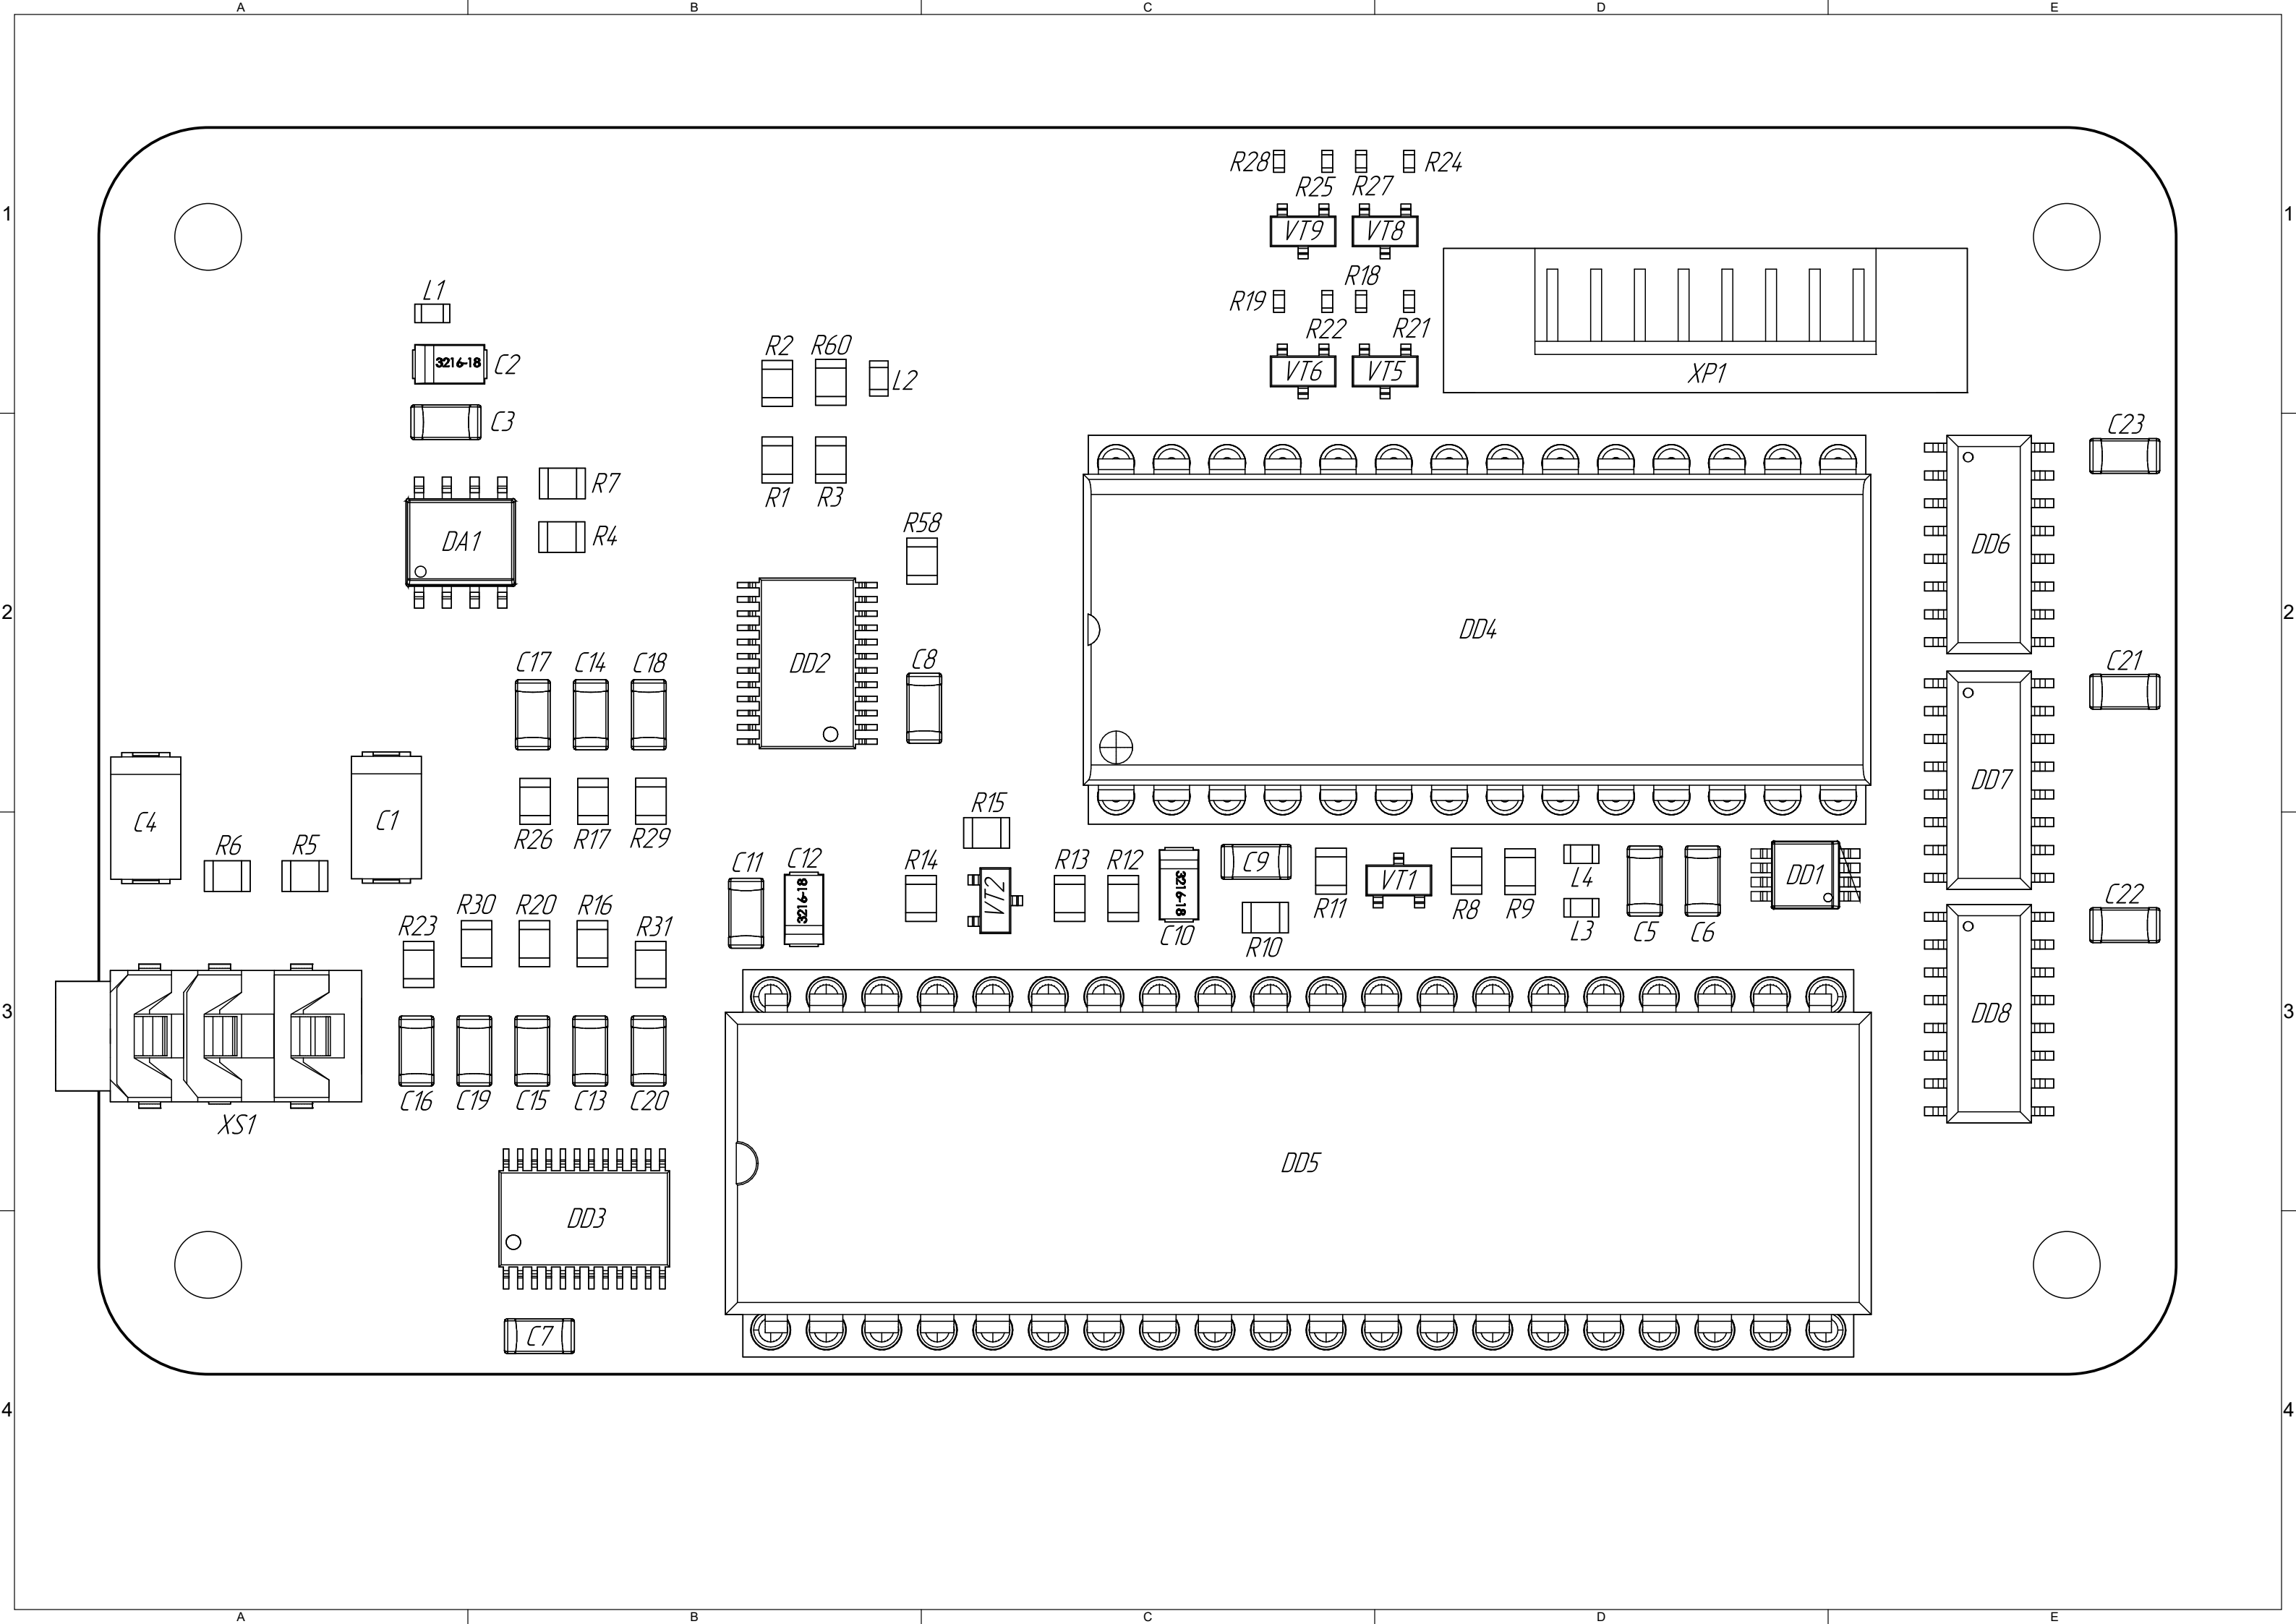 A B C D E
R28 R24
R25 R27
1 1
VT9 VT8
R18
L1
R19
R22 R21
R2 R60
3216-18 C2
L2
VT6 VT5
XP1
C3
C23
R7
R1 R3
R58
R4
DA1
DD6
2 2
DD4
C17 C14 C18
DD2
C8
C21
DD7
R15
C4 C1
R26 R17 R29
R6 R5
C11 C12
R14 R13 R12
C9
L4
DD1
VT1
3216-18
3216-18
VT2
C22
R30 R20 R16
R23 R31
R11 R8 R9
L3 C5 C6
C10
R10
3 3
DD8
C16 C19 C15 C13 C20
XS1
DD5
DD3
C7
4 4
A B C D E